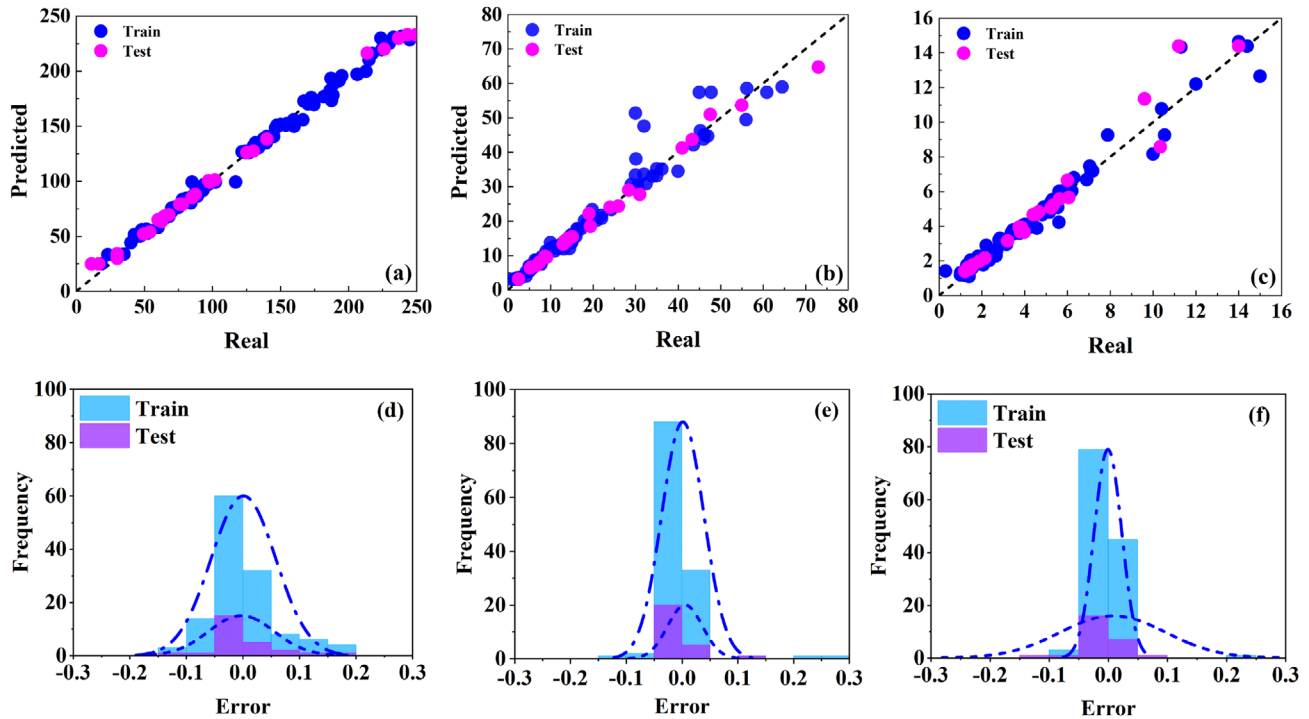 250
200
150
100
50
0
Predicted
Train
Test
(a)
0 50 100 150 200 250
Real
80
70
60
50
40
30
20
10
0
Predicted
Train
Test
(b)
0 10 20 30 40 50 60 70 80
Real
16
14
12
10
8
6
4
2
0
Predicted
Train
Test
(c)
0 2 4 6 8 10 12 14 16
Real
100
80
60
40
20
0
Frequency
Train
Test
(d)
-0.3 -0.2 -0.1 0.0 0.1 0.2 0.3
Error
100
80
60
40
20
0
Frequency
Train
Test
(e)
-0.3 -0.2 -0.1 0.0 0.1 0.2 0.3
Error
100
80
60
40
20
0
Frequency
Train
Test
(f)
-0.3 -0.2 -0.1 0.0 0.1 0.2 0.3
Error